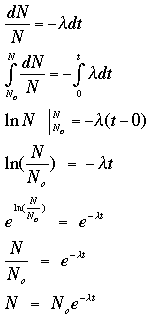 dN/N = −λdt
∫_{N_o}^{N} dN/N = −∫_{0}^{t} λdt
ln N |_{N_o}^{N} = −λ(t−0)
ln(N/N_o) = −λt
e^{ln(N/N_o)} = e^{−λt}
N/N_o = e^{−λt}
N = N_o e^{−λt}